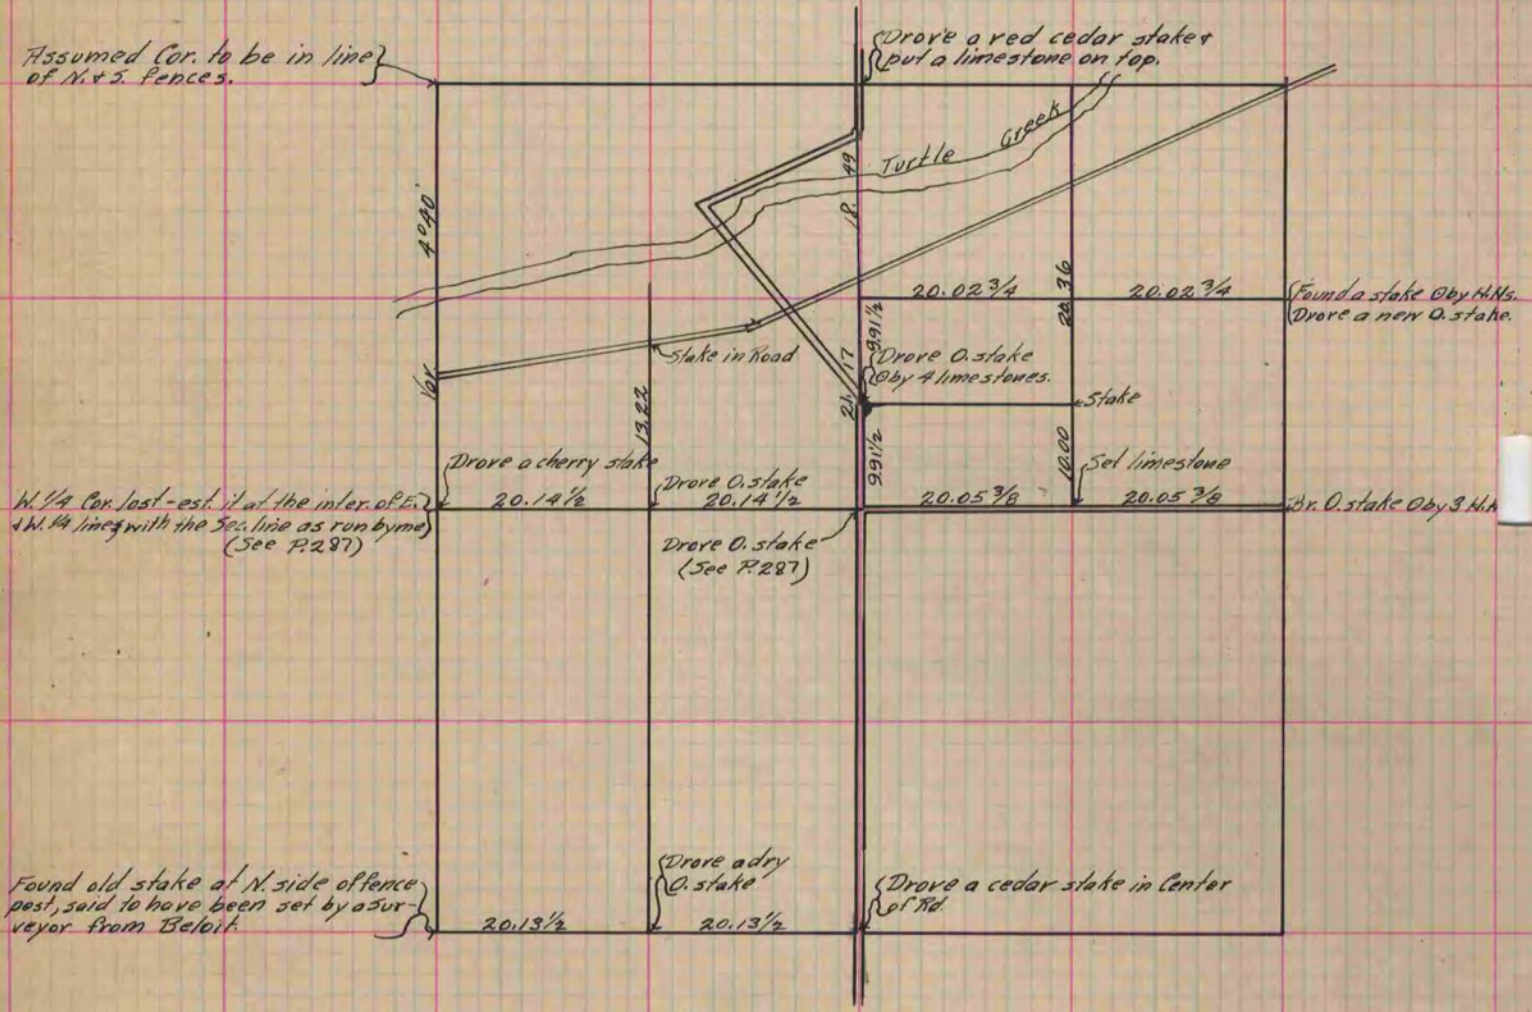 Assumed Cor. to be in line
of N. & S. fences.
Drove a red cedar stake &
put a limestone on top.
Turtle Creek
18.49
4°40'
Var
20.02 3/4
20.36
20.02 3/4
Found a stake by H.Ns.
Drove a new O. stake.
9.91 1/2
Stake in Road
Drove O. stake
by 4 limestones.
21.17
Stake
13.22
9.91 1/2
10.00
Drove a cherry stake
Drove O. stake
Set limestone
W. 1/4 Cor. lost - est. it at the inter. of E.
& W. 1/4 lines with the Sec. line as run by me
(See P. 287)
20.14 1/2
20.14 1/2
20.05 3/8
20.05 3/8
Br. O. stake by 3
Drove O. stake
(See P. 287)
Found old stake at N. side of fence
post, said to have been set by a Sur-
veyor from Beloit.
Drove a dry
O. stake
Drove a cedar stake in Center
of Rd.
20.13 1/2
20.13 1/2